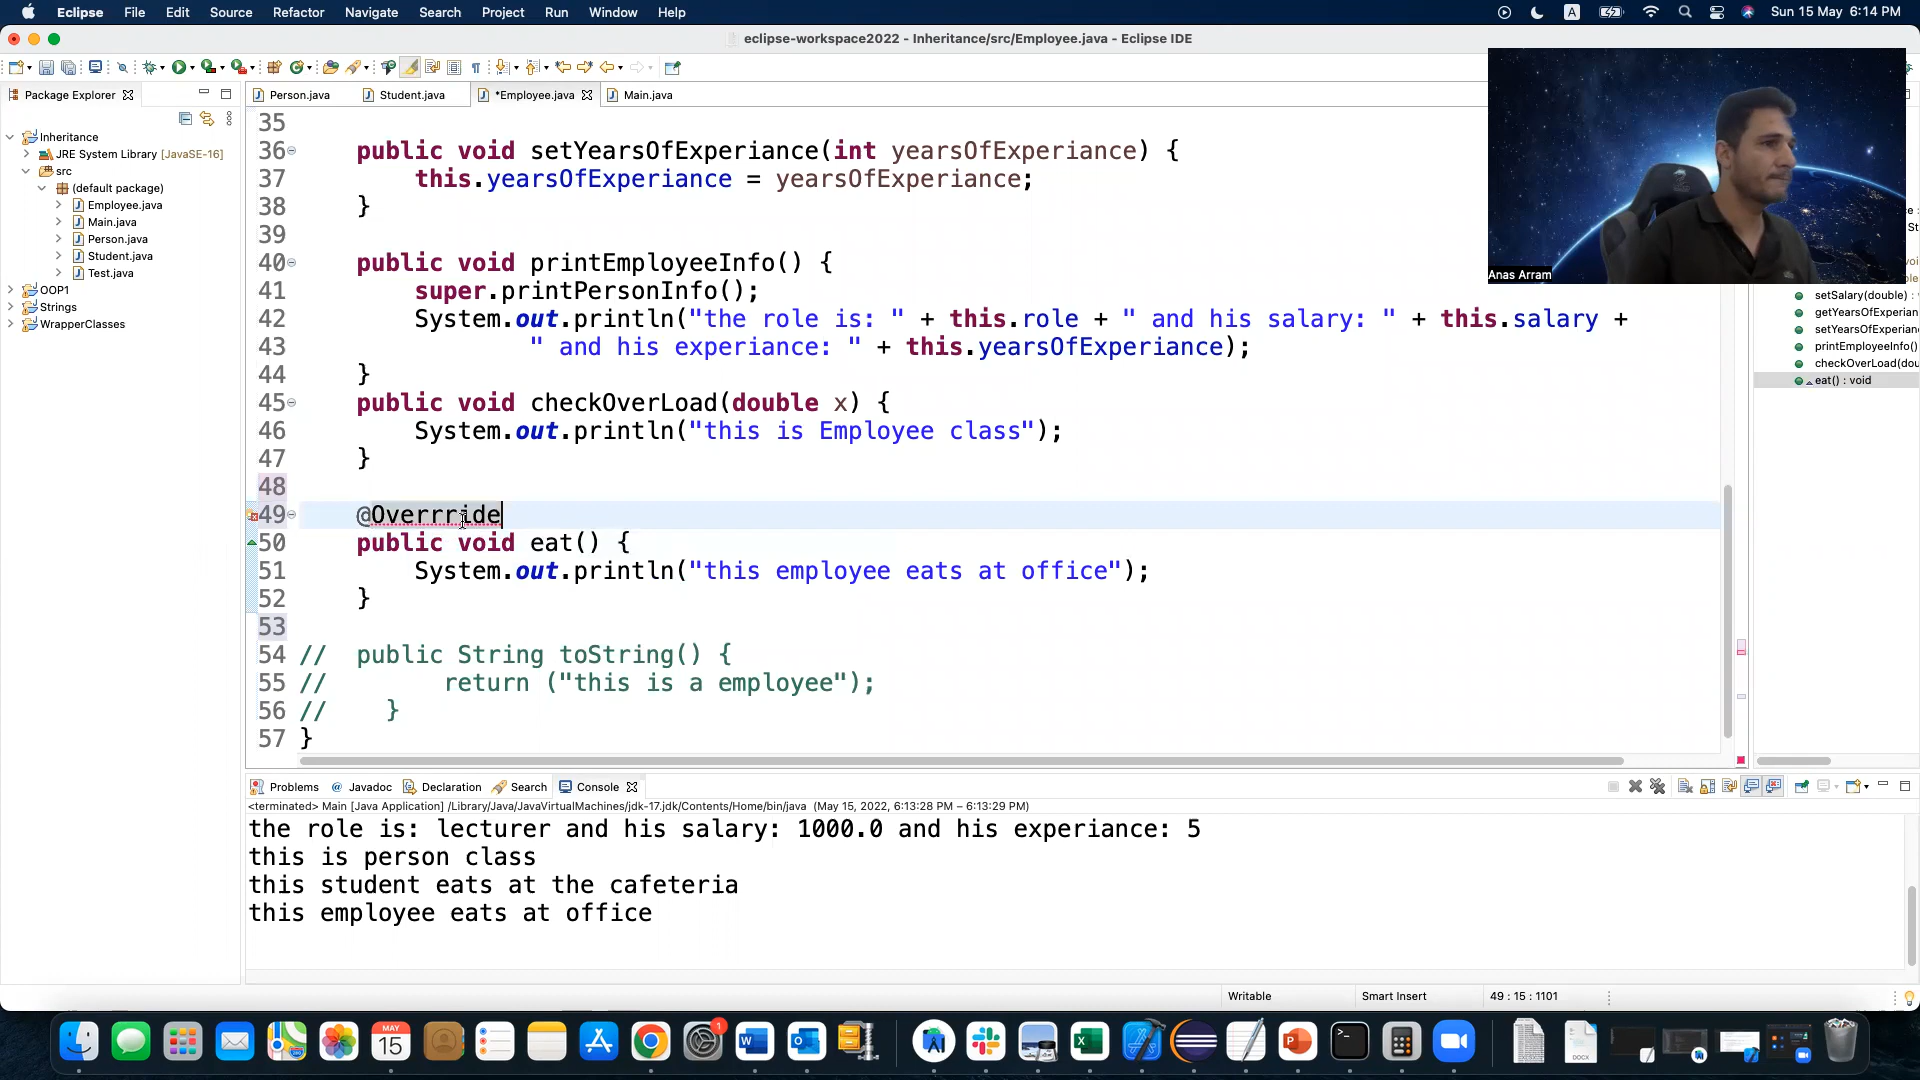 Eclipse File Edit Source Refactor Navigate Search Project Run Window Help A Sun 15 May 6:14 PM
eclipse-workspace2022 - Inheritance/src/Employee.java - Eclipse IDE
Package Explorer
Person.java Student.java *Employee.java Main.java
Inheritance
JRE System Library [JavaSE-16]
src
(default package)
Employee.java
Main.java
Person.java
Student.java
Test.java
OOP1
Strings
WrapperClasses
35
36 public void setYearsOfExperiance(int yearsOfExperiance) {
37 this.yearsOfExperiance = yearsOfExperiance;
38 }
39
40 public void printEmployeeInfo() {
41 super.printPersonInfo();
42 System.out.println("the role is: " + this.role + " and his salary: " + this.salary +
43 " and his experiance: " + this.yearsOfExperiance);
44 }
45 public void checkOverLoad(double x) {
46 System.out.println("this is Employee class");
47 }
48
49 @Overrride
50 public void eat() {
51 System.out.println("this employee eats at office");
52 }
53
54 // public String toString() {
55 // return ("this is a employee");
56 // }
57 }
Anas Arram
setSalary(double) :
getYearsOfExperian
setYearsOfExperian
printEmployeeInfo()
checkOverLoad(dou
eat() : void
Problems @ Javadoc Declaration Search Console
<terminated> Main [Java Application] /Library/Java/JavaVirtualMachines/jdk-17.jdk/Contents/Home/bin/java (May 15, 2022, 6:13:28 PM – 6:13:29 PM)
the role is: lecturer and his salary: 1000.0 and his experiance: 5
this is person class
this student eats at the cafeteria
this employee eats at office
Writable Smart Insert 49 : 15 : 1101
MAY
15
1